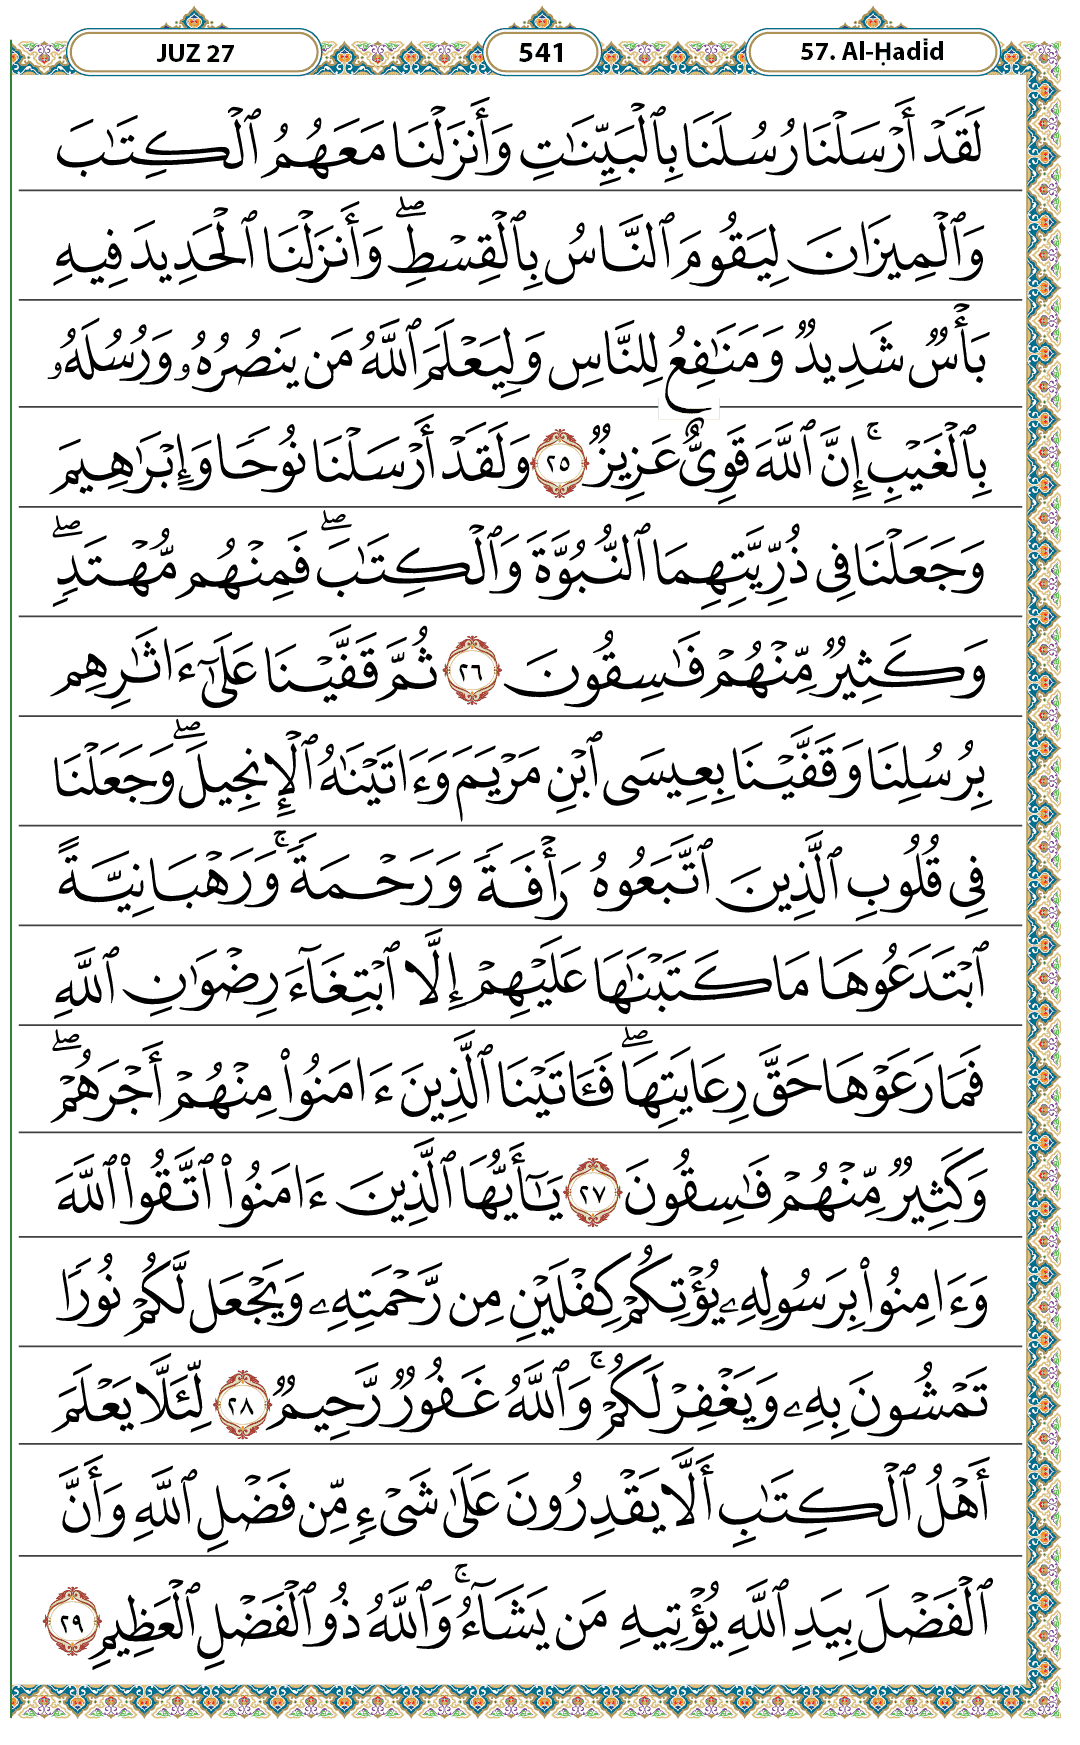 JUZ 27
541
57. Al-Ḥadīd
لَقَدْ أَرْسَلْنَا رُسُلَنَا بِٱلْبَيِّنَٰتِ وَأَنزَلْنَا مَعَهُمُ ٱلْكِتَٰبَ
وَٱلْمِيزَانَ لِيَقُومَ ٱلنَّاسُ بِٱلْقِسْطِ ۖ وَأَنزَلْنَا ٱلْحَدِيدَ فِيهِ
بَأْسٌ شَدِيدٌ وَمَنَٰفِعُ لِلنَّاسِ وَلِيَعْلَمَ ٱللَّهُ مَن يَنصُرُهُۥ وَرُسُلَهُۥ
بِٱلْغَيْبِ ۚ إِنَّ ٱللَّهَ قَوِىٌّ عَزِيزٌ ٢٥ وَلَقَدْ أَرْسَلْنَا نُوحًا وَإِبْرَٰهِيمَ
وَجَعَلْنَا فِى ذُرِّيَّتِهِمَا ٱلنُّبُوَّةَ وَٱلْكِتَٰبَ ۖ فَمِنْهُم مُّهْتَدٍ ۖ
وَكَثِيرٌ مِّنْهُمْ فَٰسِقُونَ ٢٦ ثُمَّ قَفَّيْنَا عَلَىٰٓ ءَاثَٰرِهِم
بِرُسُلِنَا وَقَفَّيْنَا بِعِيسَى ٱبْنِ مَرْيَمَ وَءَاتَيْنَٰهُ ٱلْإِنجِيلَ ۖ وَجَعَلْنَا
فِى قُلُوبِ ٱلَّذِينَ ٱتَّبَعُوهُ رَأْفَةً وَرَحْمَةً ۚ وَرَهْبَانِيَّةً
ٱبْتَدَعُوهَا مَا كَتَبْنَٰهَا عَلَيْهِمْ إِلَّا ٱبْتِغَآءَ رِضْوَٰنِ ٱللَّهِ
فَمَا رَعَوْهَا حَقَّ رِعَايَتِهَا ۖ فَـَٔاتَيْنَا ٱلَّذِينَ ءَامَنُوا۟ مِنْهُمْ أَجْرَهُمْ ۖ
وَكَثِيرٌ مِّنْهُمْ فَٰسِقُونَ ٢٧ يَٰٓأَيُّهَا ٱلَّذِينَ ءَامَنُوا۟ ٱتَّقُوا۟ ٱللَّهَ
وَءَامِنُوا۟ بِرَسُولِهِۦ يُؤْتِكُمْ كِفْلَيْنِ مِن رَّحْمَتِهِۦ وَيَجْعَل لَّكُمْ نُورًا
تَمْشُونَ بِهِۦ وَيَغْفِرْ لَكُمْ ۚ وَٱللَّهُ غَفُورٌ رَّحِيمٌ ٢٨ لِّئَلَّا يَعْلَمَ
أَهْلُ ٱلْكِتَٰبِ أَلَّا يَقْدِرُونَ عَلَىٰ شَىْءٍ مِّن فَضْلِ ٱللَّهِ وَأَنَّ
ٱلْفَضْلَ بِيَدِ ٱللَّهِ يُؤْتِيهِ مَن يَشَآءُ ۚ وَٱللَّهُ ذُو ٱلْفَضْلِ ٱلْعَظِيمِ ٢٩